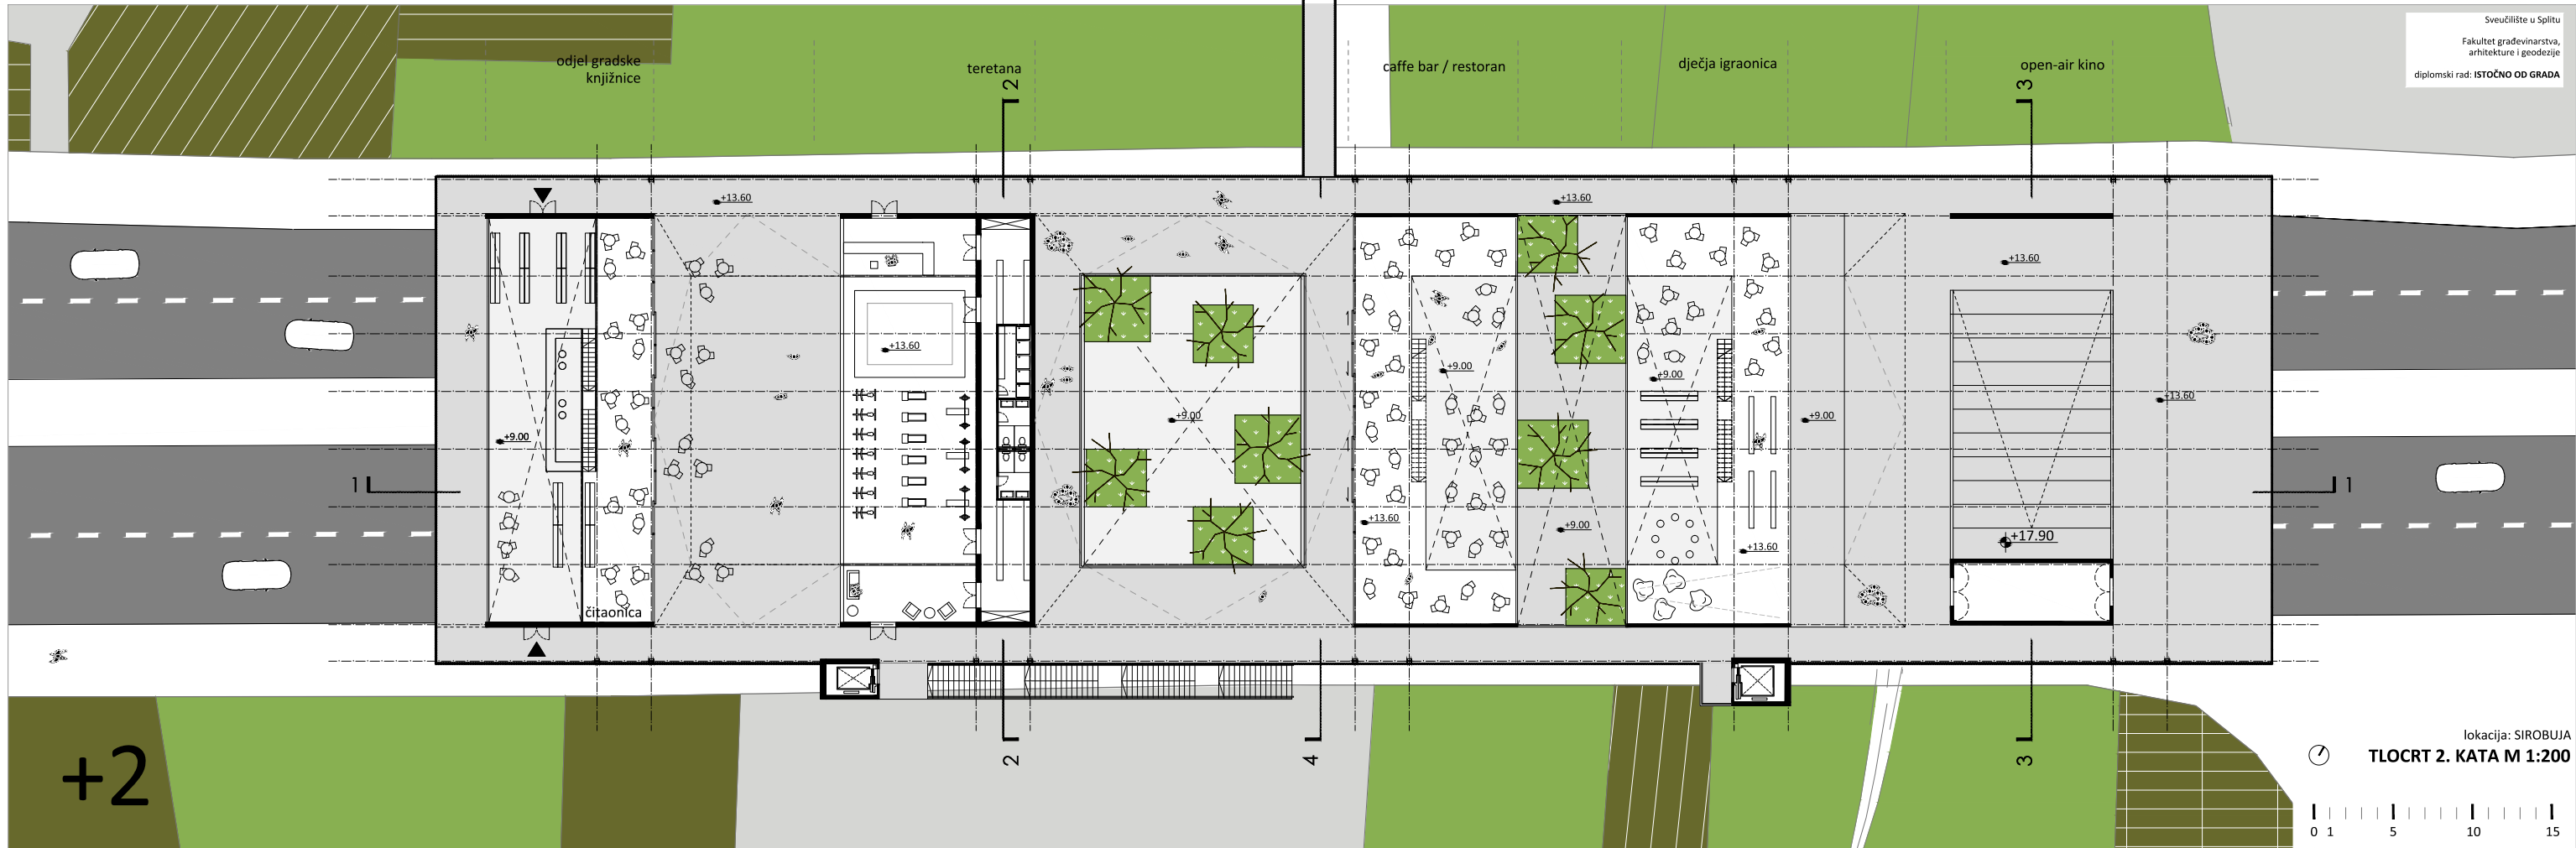 Sveučilište u Splitu
Fakultet građevinarstva,
arhitekture i geodezije
diplomski rad: ISTOČNO OD GRADA
odjel gradske
knjižnice
teretana
caffe bar / restoran
dječja igraonica
open-air kino
2
3
+13.60
+13.60
+13.60
+13.60
+9.00
+9.00
+9.00
+13.60
+9.00
+9.00
1
1
+13.60
+9.00
+17.90
+13.60
čitaonica
+2
2
4
3
lokacija: SIROBUJA
TLOCRT 2. KATA M 1:200
0 1 5 10 15